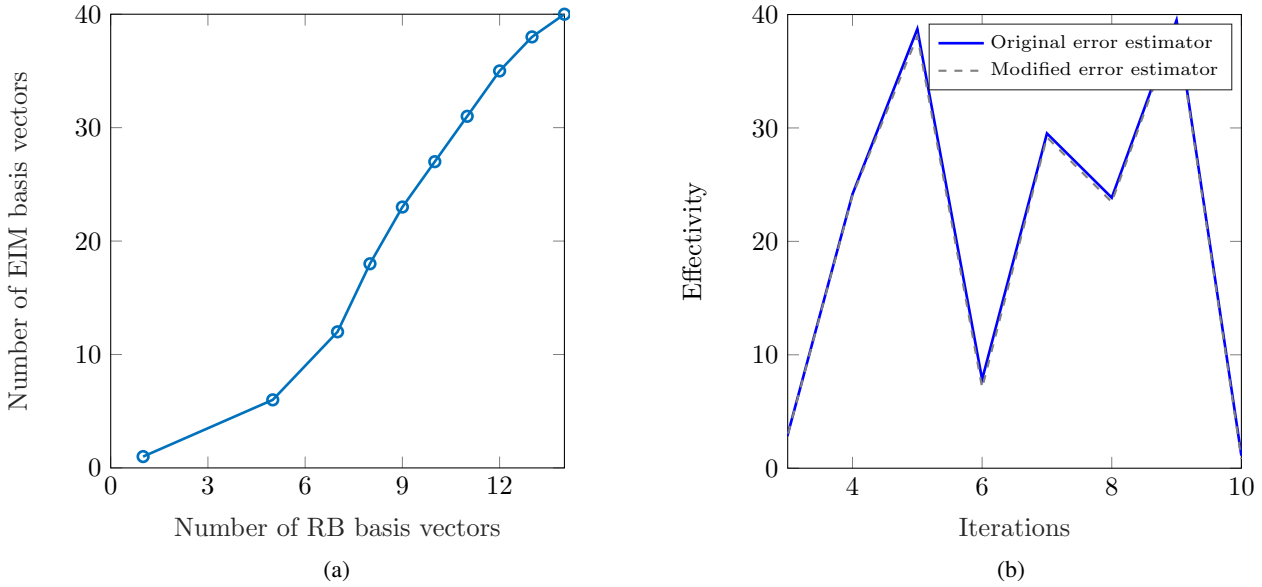 40
30
20
10
0
0
3
6
9
12
Number of EIM basis vectors
Number of RB basis vectors
(a)
40
30
20
10
0
4
6
8
10
Effectivity
Iterations
Original error estimator
Modified error estimator
(b)